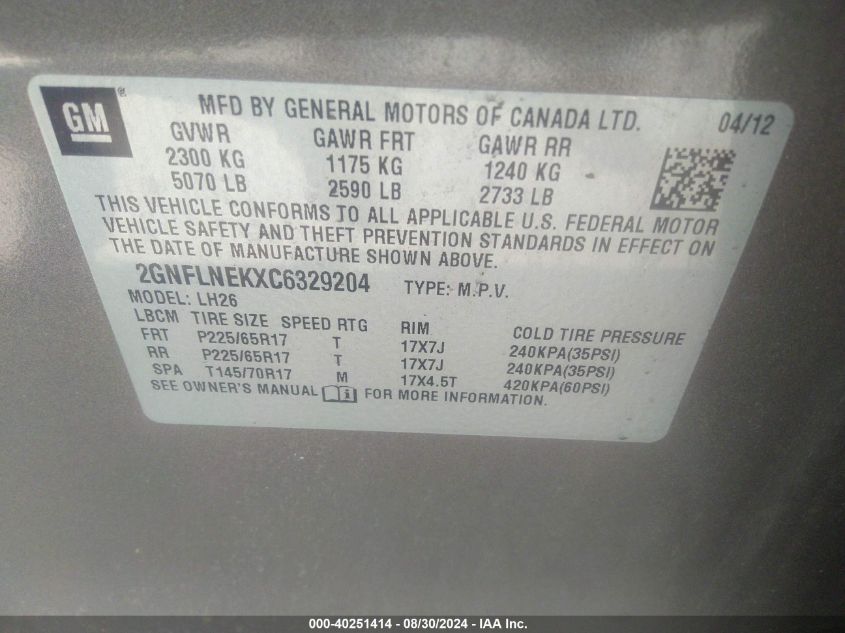 GM
®
MFD BY GENERAL MOTORS OF CANADA LTD. 04/12
GVWR GAWR FRT GAWR RR
2300 KG 1175 KG 1240 KG
5070 LB 2590 LB 2733 LB
THIS VEHICLE CONFORMS TO ALL APPLICABLE U.S. FEDERAL MOTOR
VEHICLE SAFETY AND THEFT PREVENTION STANDARDS IN EFFECT ON
THE DATE OF MANUFACTURE SHOWN ABOVE.
2GNFLNEKXC6329204 TYPE: M.P.V.
MODEL: LH26
LBCM TIRE SIZE SPEED RTG RIM COLD TIRE PRESSURE
FRT P225/65R17 T 17X7J 240KPA(35PSI)
RR P225/65R17 T 17X7J 240KPA(35PSI)
SPA T145/70R17 M 17X4.5T 420KPA(60PSI)
SEE OWNER'S MANUAL i FOR MORE INFORMATION.
000-40251414 - 08/30/2024 - IAA Inc.